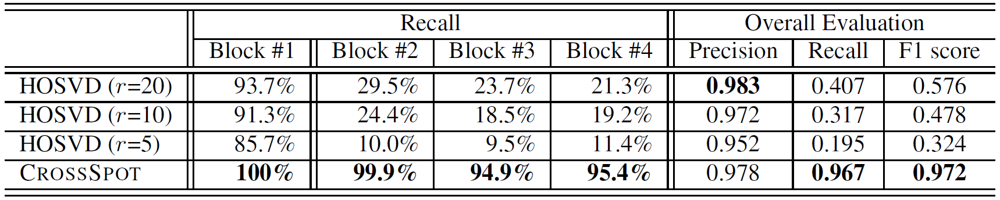 Recall Overall Evaluation
Block #1 Block #2 Block #3 Block #4 Precision Recall F1 score
HOSVD (r=20) 93.7% 29.5% 23.7% 21.3% 0.983 0.407 0.576
HOSVD (r=10) 91.3% 24.4% 18.5% 19.2% 0.972 0.317 0.478
HOSVD (r=5) 85.7% 10.0% 9.5% 11.4% 0.952 0.195 0.324
CROSSSPOT 100% 99.9% 94.9% 95.4% 0.978 0.967 0.972